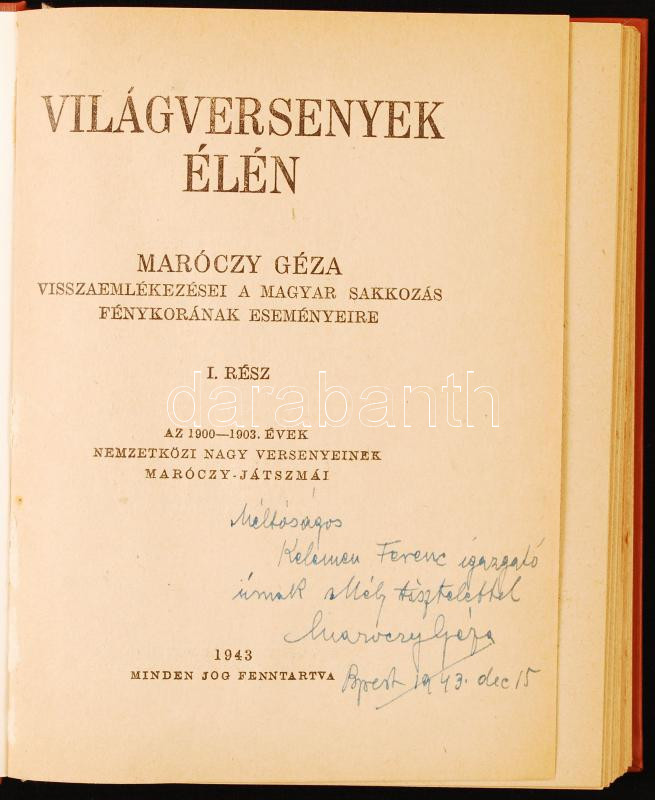 VILÁGVERSENYEK
ÉLÉN
MARÓCZY GÉZA
VISSZAEMLÉKEZÉSEI A MAGYAR SAKKOZÁS
FÉNYKORÁNAK ESEMÉNYEIRE
I. RÉSZ
darabanth
AZ 1900—1903. ÉVEK
NEMZETKÖZI NAGY VERSENYEINEK
MARÓCZY-JÁTSZMÁI
Méltóságos
Kelemen Ferenc igazgató
úrnak Mély tisztelettel
Maróczy Géza
1943
MINDEN JOG FENNTARTVA
Bpest 1943. dec 15